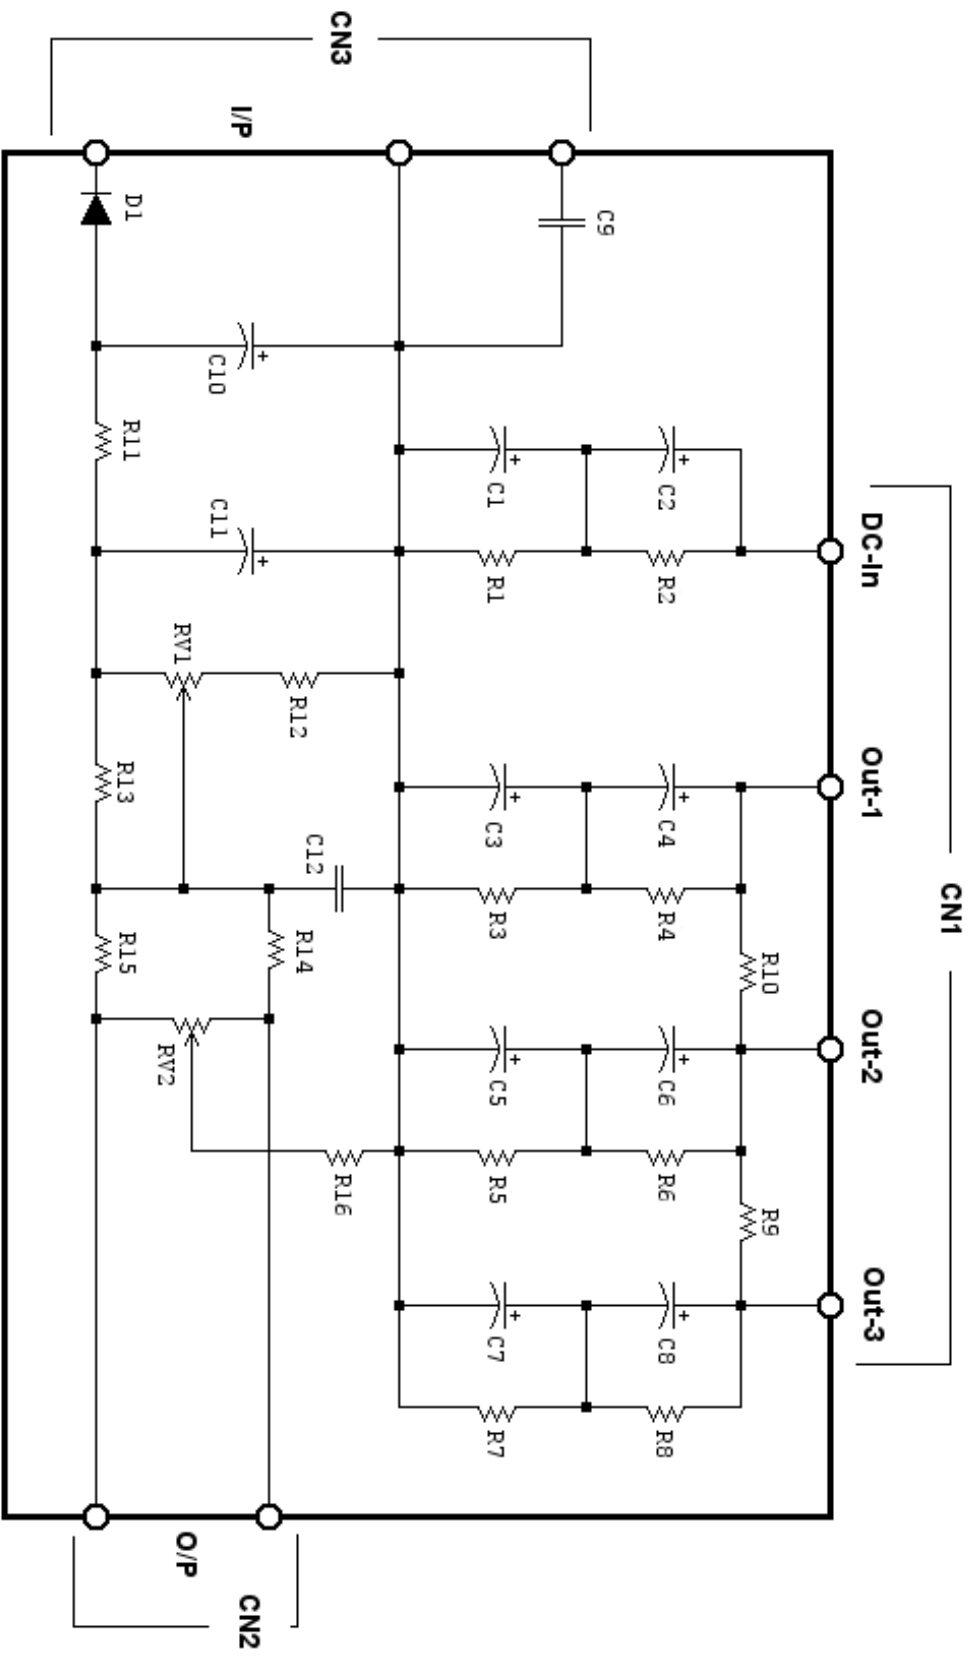 CN1
DC-In
Out-1
Out-2
Out-3
C2
R2
C4
R4
R10
C6
R6
R9
C8
R8
C9
C1
R1
C3
R3
C5
R5
C7
R7
CN3
I/P
C10
C11
R12
C12
R14
R16
D1
R11
RV1
R13
R15
RV2
O/P
CN2